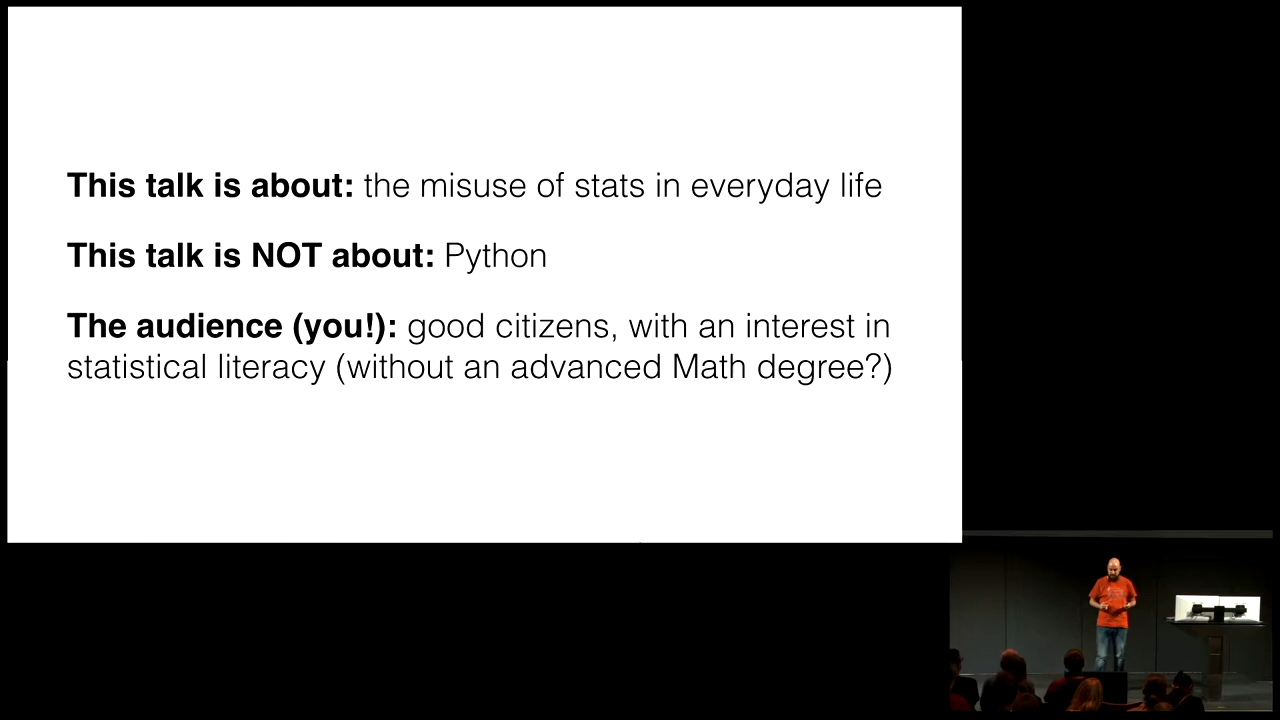 This talk is about: the misuse of stats in everyday life
This talk is NOT about: Python
The audience (you!): good citizens, with an interest in
statistical literacy (without an advanced Math degree?)